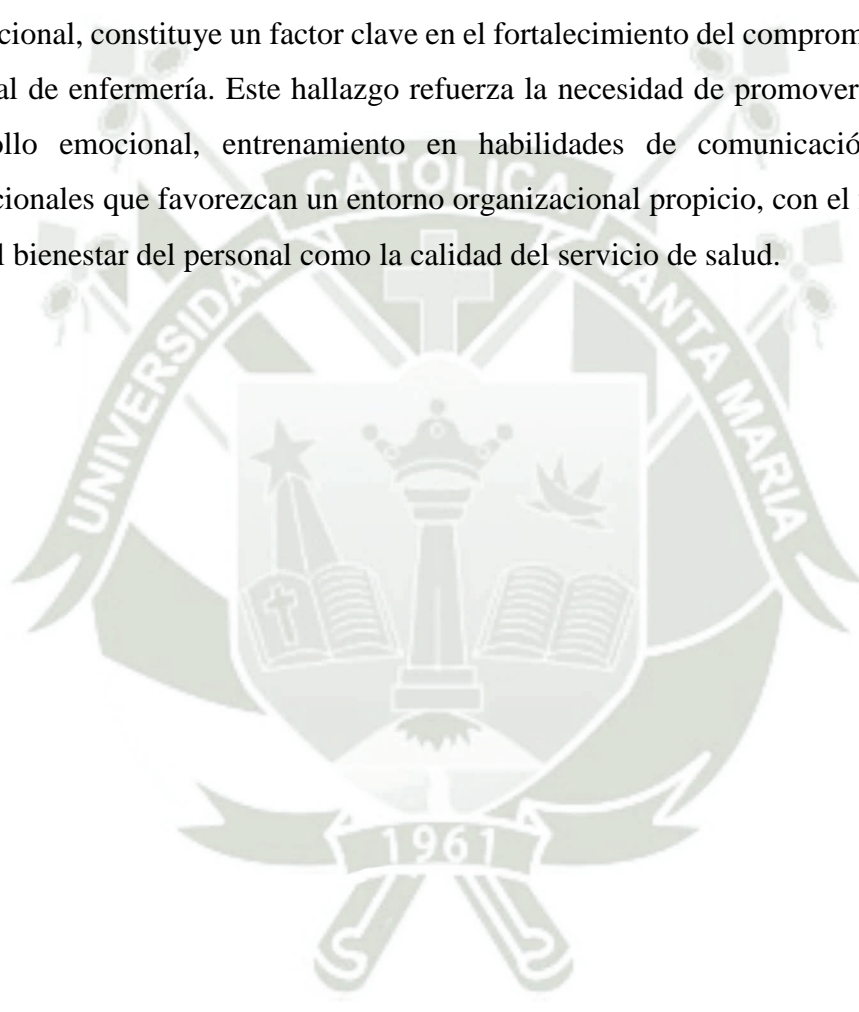 cional, constituye un factor clave en el fortalecimiento del comprom
al de enfermería. Este hallazgo refuerza la necesidad de promover
ollo emocional, entrenamiento en habilidades de comunicació
cionales que favorezcan un entorno organizacional propicio, con el
l bienestar del personal como la calidad del servicio de salud.
UNIVERSIDAD CATÓLICA SANTA MARIA
1961